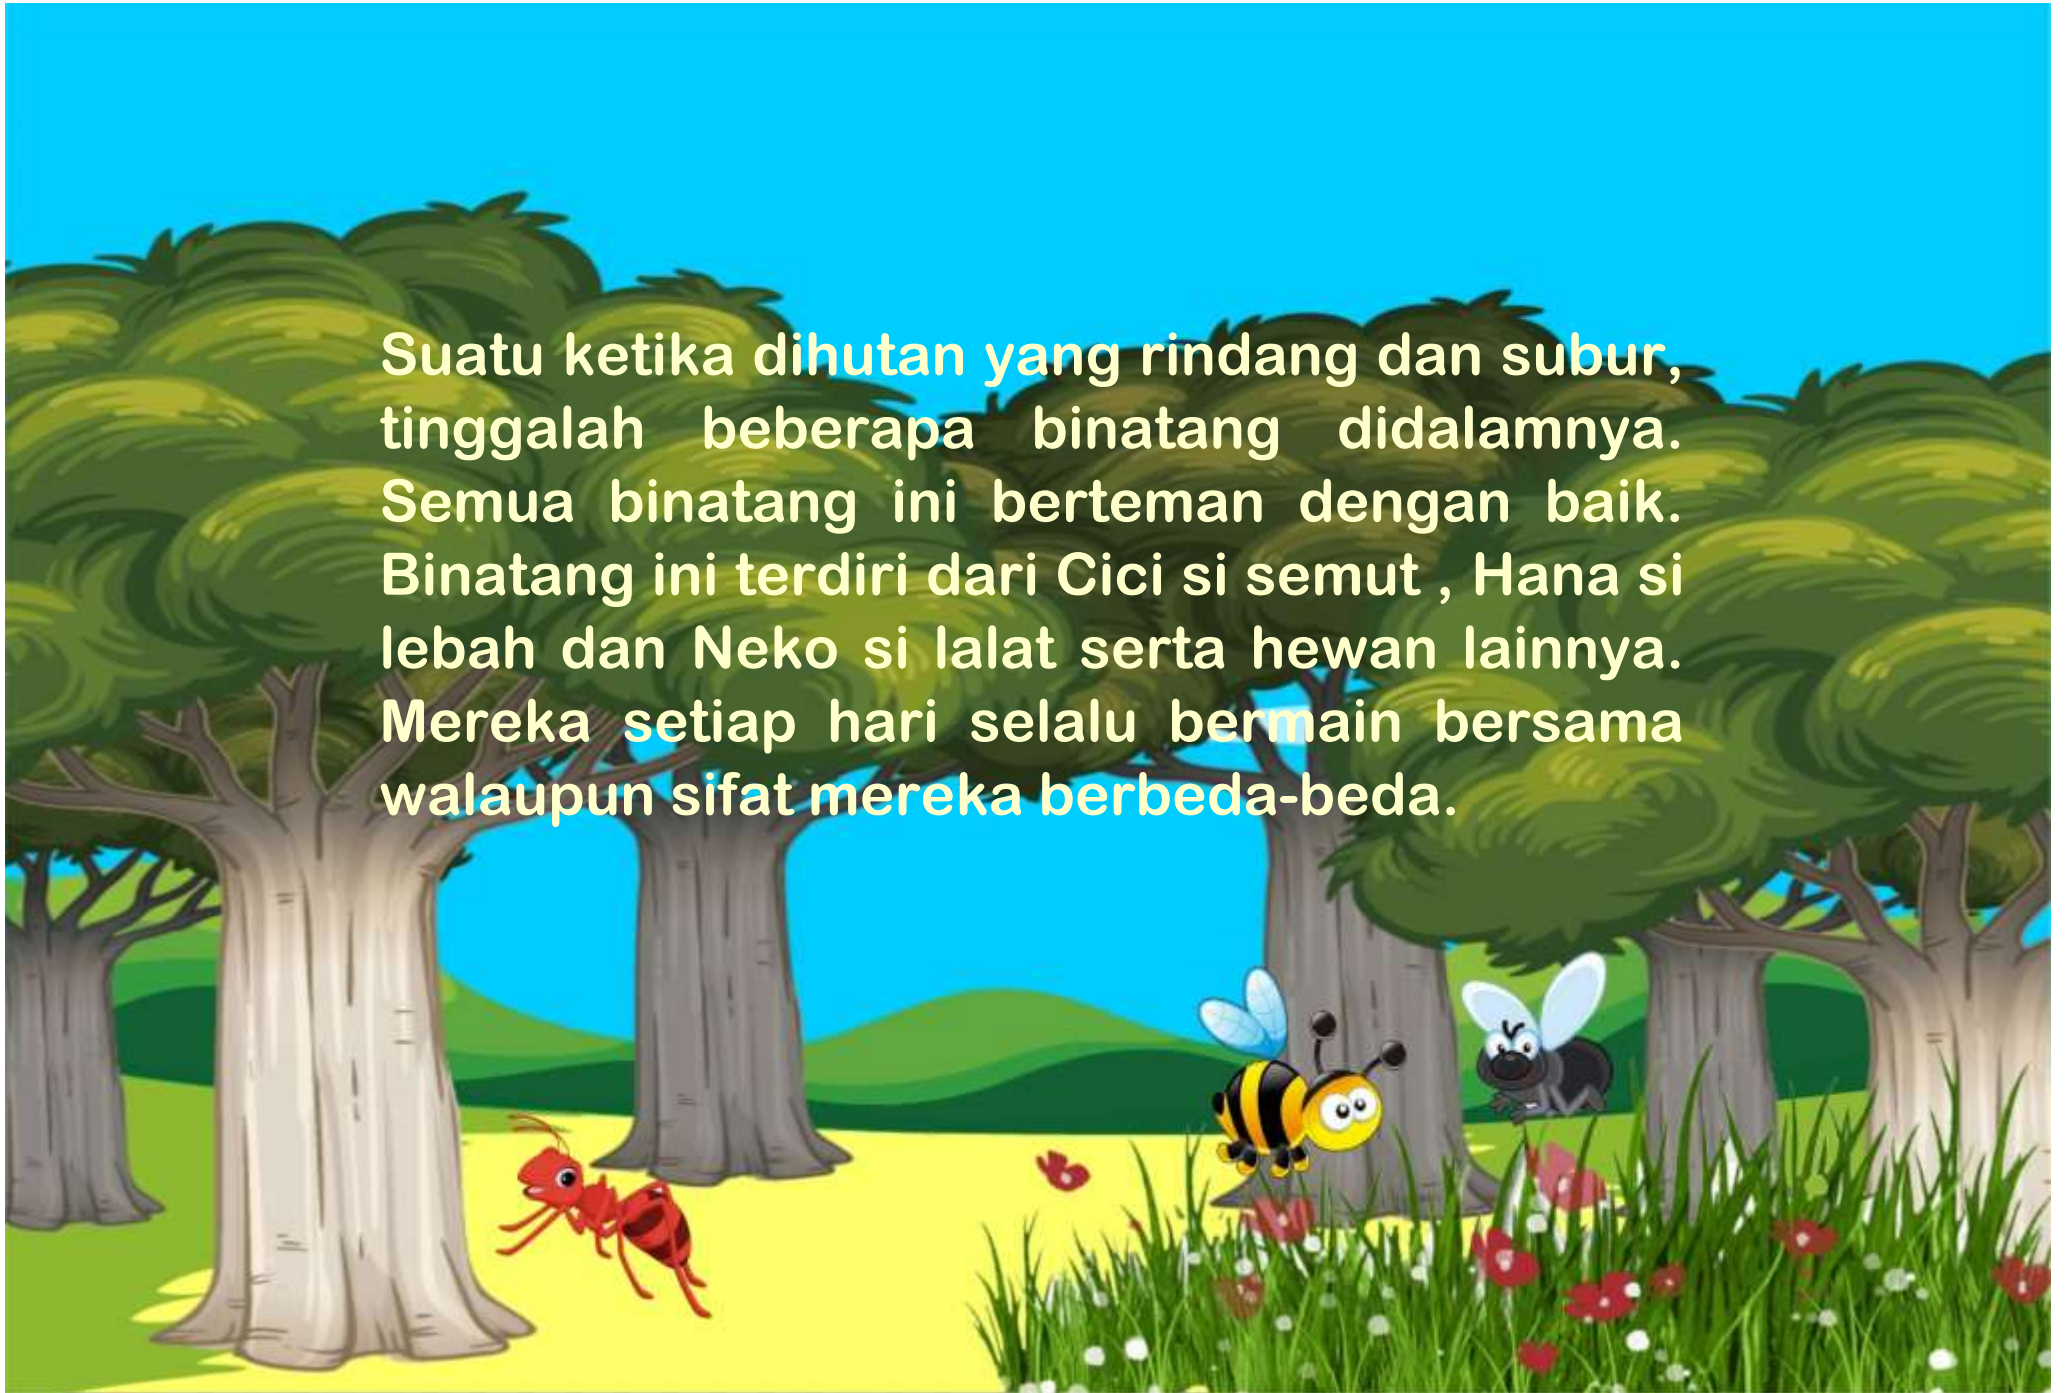 Suatu ketika dihutan yang rindang dan subur,
tinggalah beberapa binatang didalamnya.
Semua binatang ini berteman dengan baik.
Binatang ini terdiri dari Cici si semut , Hana si
lebah dan Neko si lalat serta hewan lainnya.
Mereka setiap hari selalu bermain bersama
walaupun sifat mereka berbeda-beda.